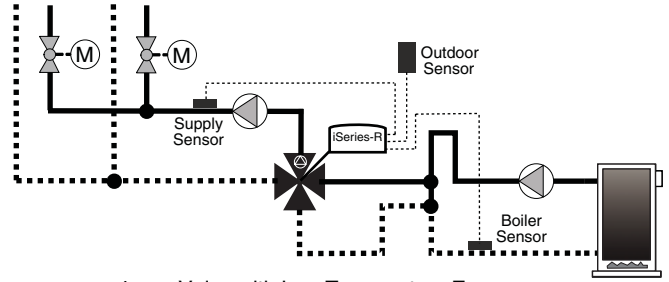 M
M
Outdoor
Sensor
Supply
Sensor
iSeries-R
Boiler
Sensor